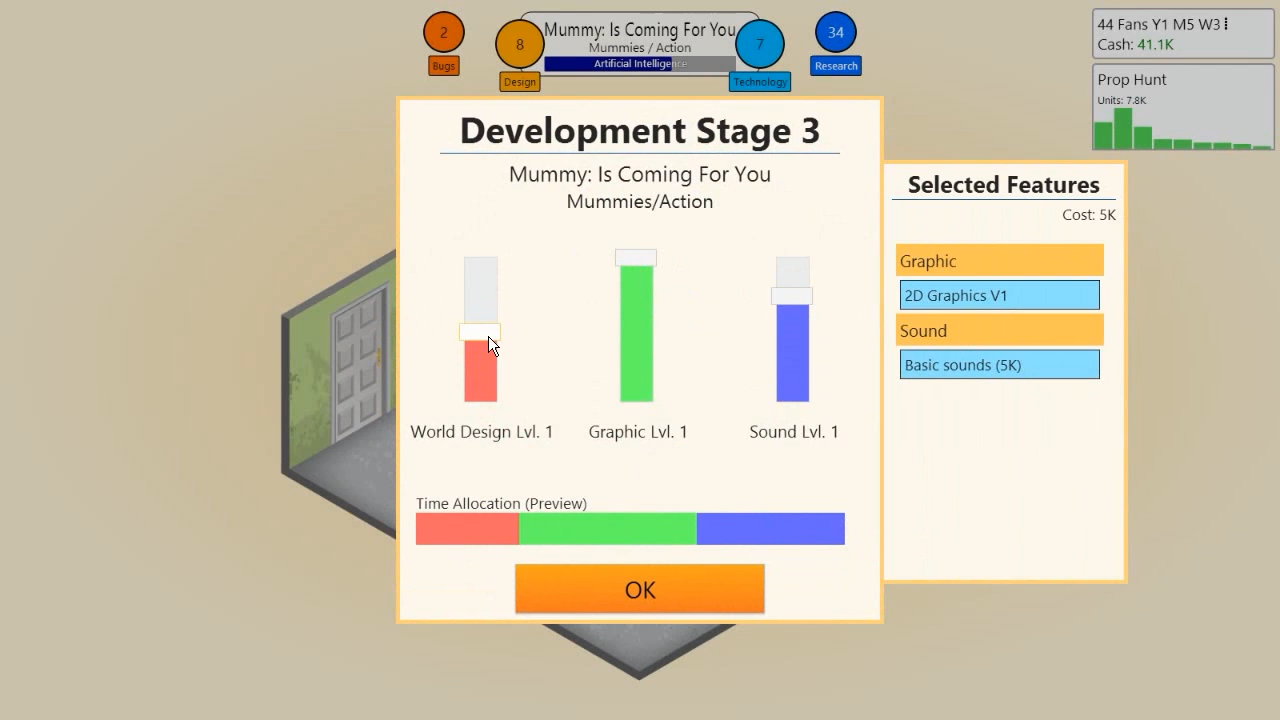 2
Bugs
8
Design
Mummy: Is Coming For You
Mummies / Action
Artificial Intelligence
7
Technology
34
Research
44 Fans Y1 M5 W3
Cash: 41.1K
Prop Hunt
Units: 7.8K
Development Stage 3
Mummy: Is Coming For You
Mummies/Action
World Design Lvl. 1
Graphic Lvl. 1
Sound Lvl. 1
Time Allocation (Preview)
OK
Selected Features
Cost: 5K
Graphic
2D Graphics V1
Sound
Basic sounds (5K)